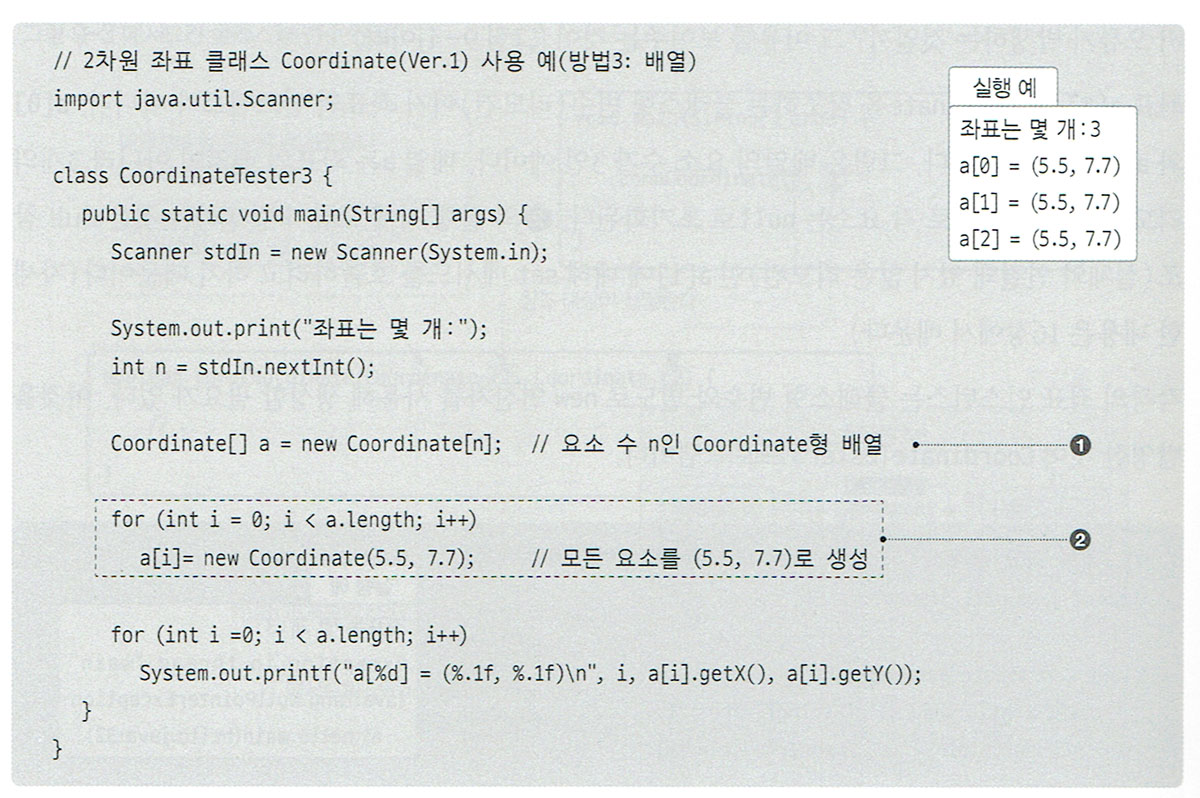 // 2차원 좌표 클래스 Coordinate(Ver.1) 사용 예(방법3: 배열)
import java.util.Scanner;
class CoordinateTester3 {
public static void main(String[] args) {
Scanner stdIn = new Scanner(System.in);
System.out.print("좌표는 몇 개:");
int n = stdIn.nextInt();
Coordinate[] a = new Coordinate[n]; // 요소 수 n인 Coordinate형 배열 ❶
for (int i = 0; i < a.length; i++)
a[i]= new Coordinate(5.5, 7.7); // 모든 요소를 (5.5, 7.7)로 생성
❷
for (int i =0; i < a.length; i++)
System.out.printf("a[%d] = (%.1f, %.1f)\n", i, a[i].getX(), a[i].getY());
}
}
실행 예
좌표는 몇 개:3
a[0] = (5.5, 7.7)
a[1] = (5.5, 7.7)
a[2] = (5.5, 7.7)